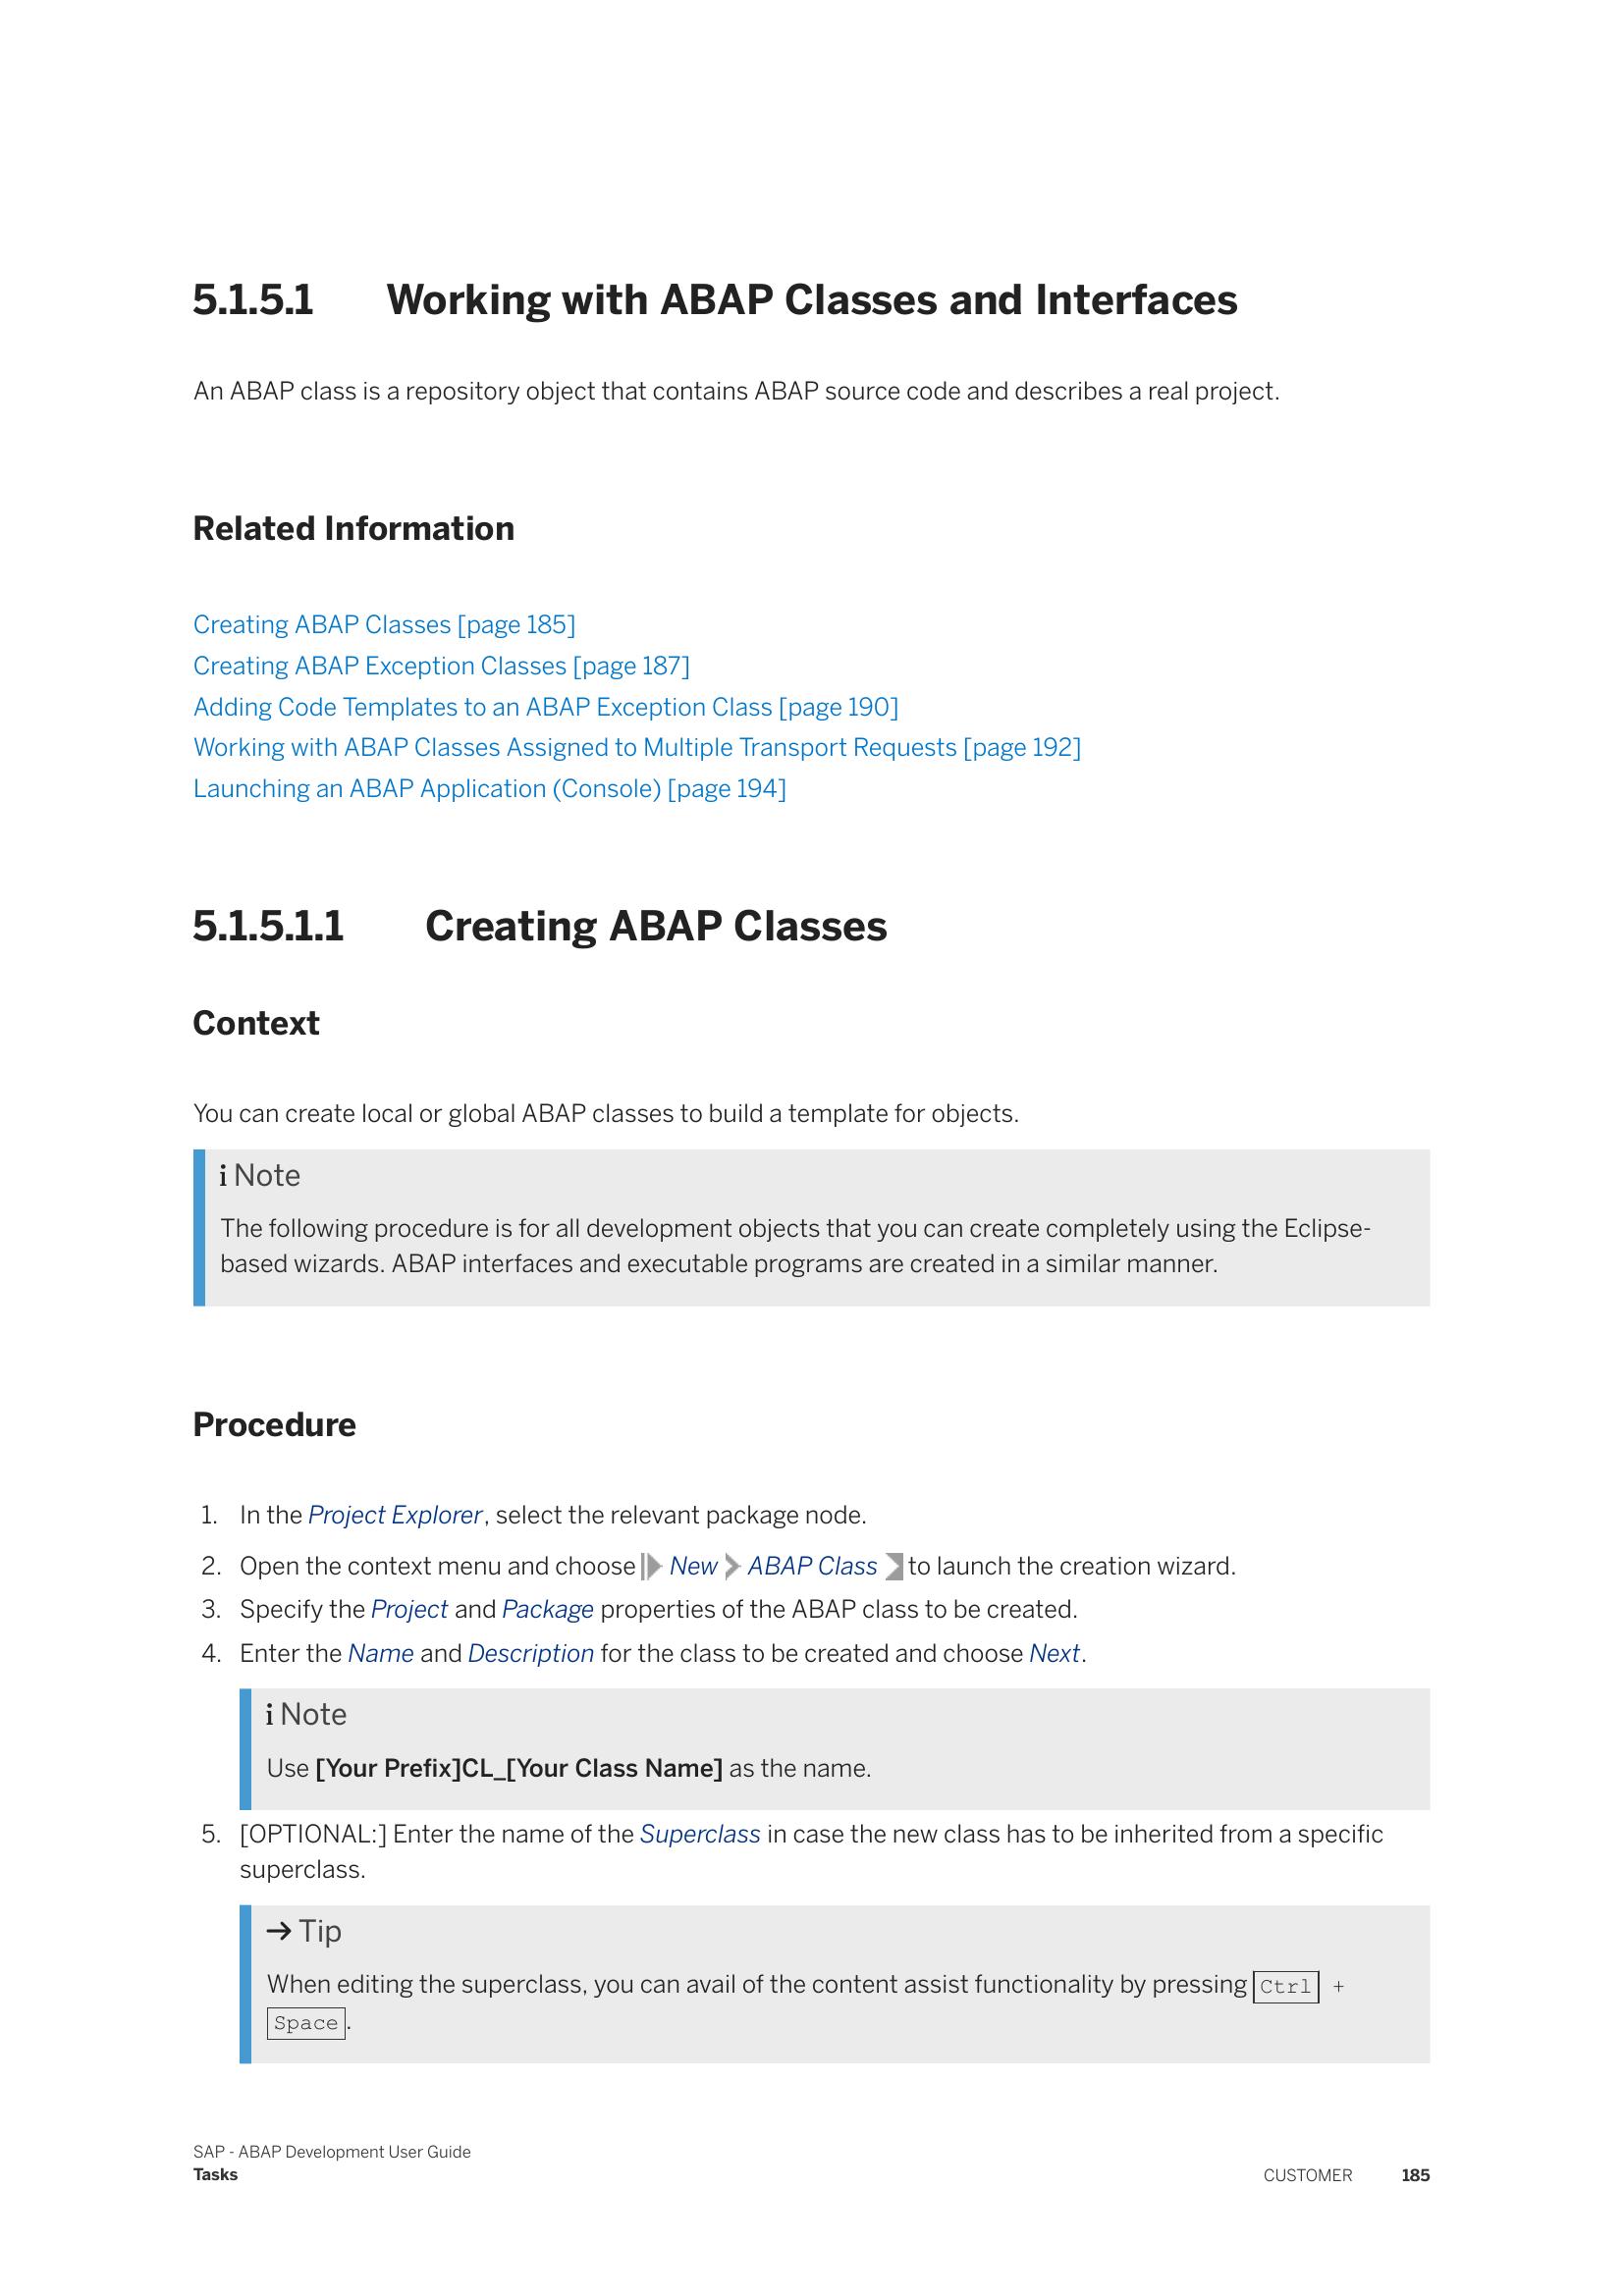 5.1.5.1 Working with ABAP Classes and Interfaces
An ABAP class is a repository object that contains ABAP source code and describes a real project.
Related Information
Creating ABAP Classes [page 185]
Creating ABAP Exception Classes [page 187]
Adding Code Templates to an ABAP Exception Class [page 190]
Working with ABAP Classes Assigned to Multiple Transport Requests [page 192]
Launching an ABAP Application (Console) [page 194]
5.1.5.1.1 Creating ABAP Classes
Context
You can create local or global ABAP classes to build a template for objects.
i Note
The following procedure is for all development objects that you can create completely using the Eclipse-
based wizards. ABAP interfaces and executable programs are created in a similar manner.
Procedure
1. In the Project Explorer, select the relevant package node.
2. Open the context menu and choose New ABAP Class to launch the creation wizard.
3. Specify the Project and Package properties of the ABAP class to be created.
4. Enter the Name and Description for the class to be created and choose Next.
i Note
Use [Your Prefix]CL_[Your Class Name] as the name.
5. [OPTIONAL:] Enter the name of the Superclass in case the new class has to be inherited from a specific
superclass.
→ Tip
When editing the superclass, you can avail of the content assist functionality by pressing Ctrl +
Space.
SAP - ABAP Development User Guide
Tasks
CUSTOMER 185